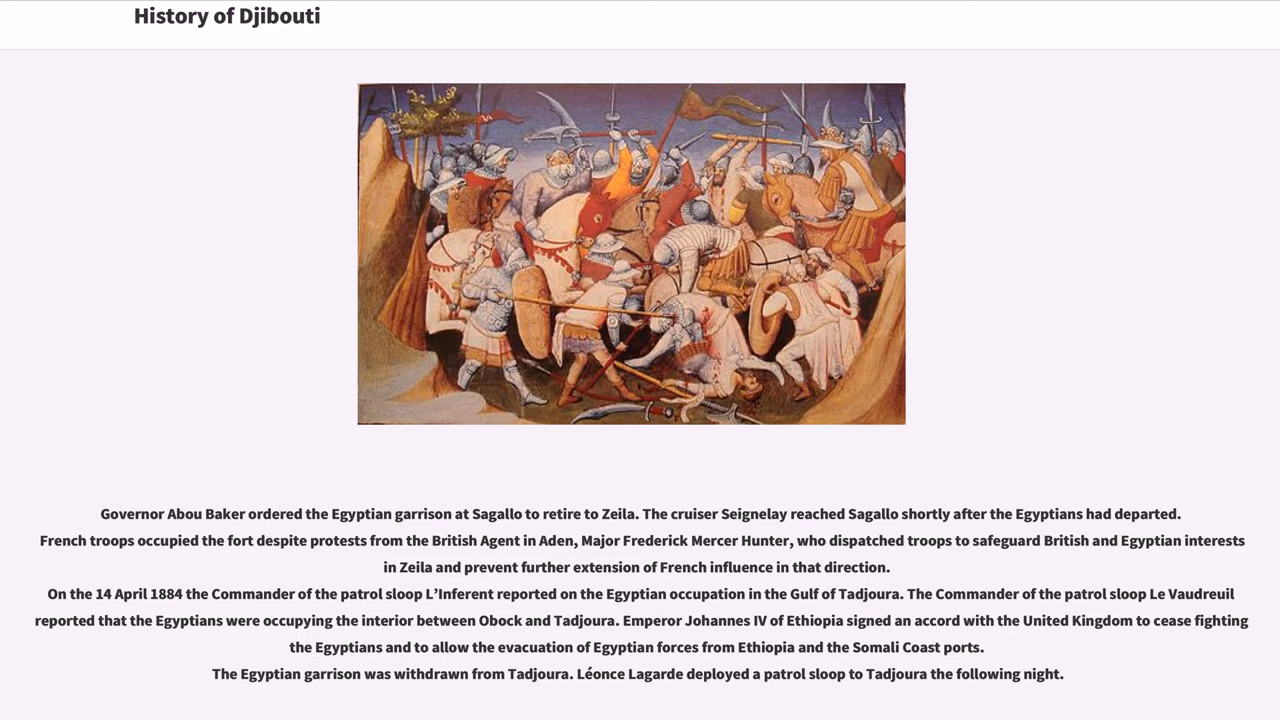 History of Djibouti
Governor Abou Baker ordered the Egyptian garrison at Sagallo to retire to Zeila. The cruiser Seignelay reached Sagallo shortly after the Egyptians had departed.
French troops occupied the fort despite protests from the British Agent in Aden, Major Frederick Mercer Hunter, who dispatched troops to safeguard British and Egyptian interests
in Zeila and prevent further extension of French influence in that direction.
On the 14 April 1884 the Commander of the patrol sloop L’Inferent reported on the Egyptian occupation in the Gulf of Tadjoura. The Commander of the patrol sloop Le Vaudreuil
reported that the Egyptians were occupying the interior between Obock and Tadjoura. Emperor Johannes IV of Ethiopia signed an accord with the United Kingdom to cease fighting
the Egyptians and to allow the evacuation of Egyptian forces from Ethiopia and the Somali Coast ports.
The Egyptian garrison was withdrawn from Tadjoura. Léonce Lagarde deployed a patrol sloop to Tadjoura the following night.